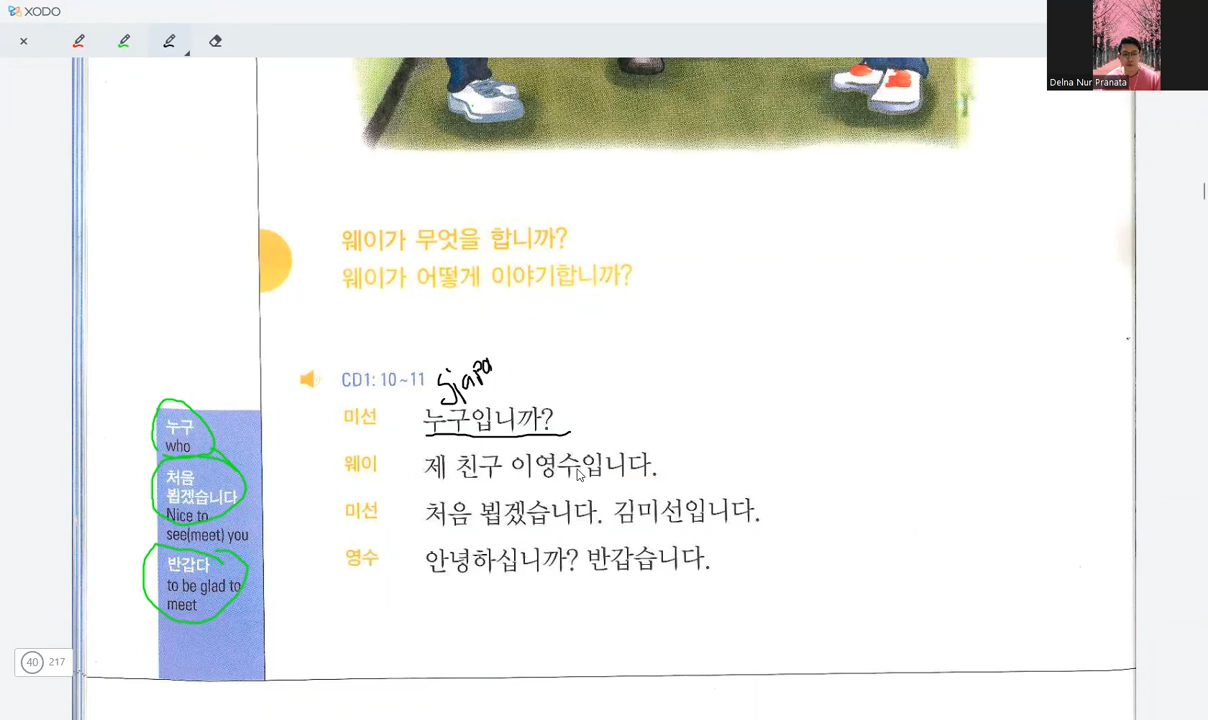 XODO
Delna Nur Pranata
웨이가 무엇을 합니까?
웨이가 어떻게 이야기합니까?
CD1: 10~11
siapa
미선 누구입니까?
웨이 제 친구 이영수입니다.
미선 처음 뵙겠습니다. 김미선입니다.
영수 안녕하십니까? 반갑습니다.
누구
who
처음
뵙겠습니다
Nice to
see(meet) you
반갑다
to be glad to
meet
40 217